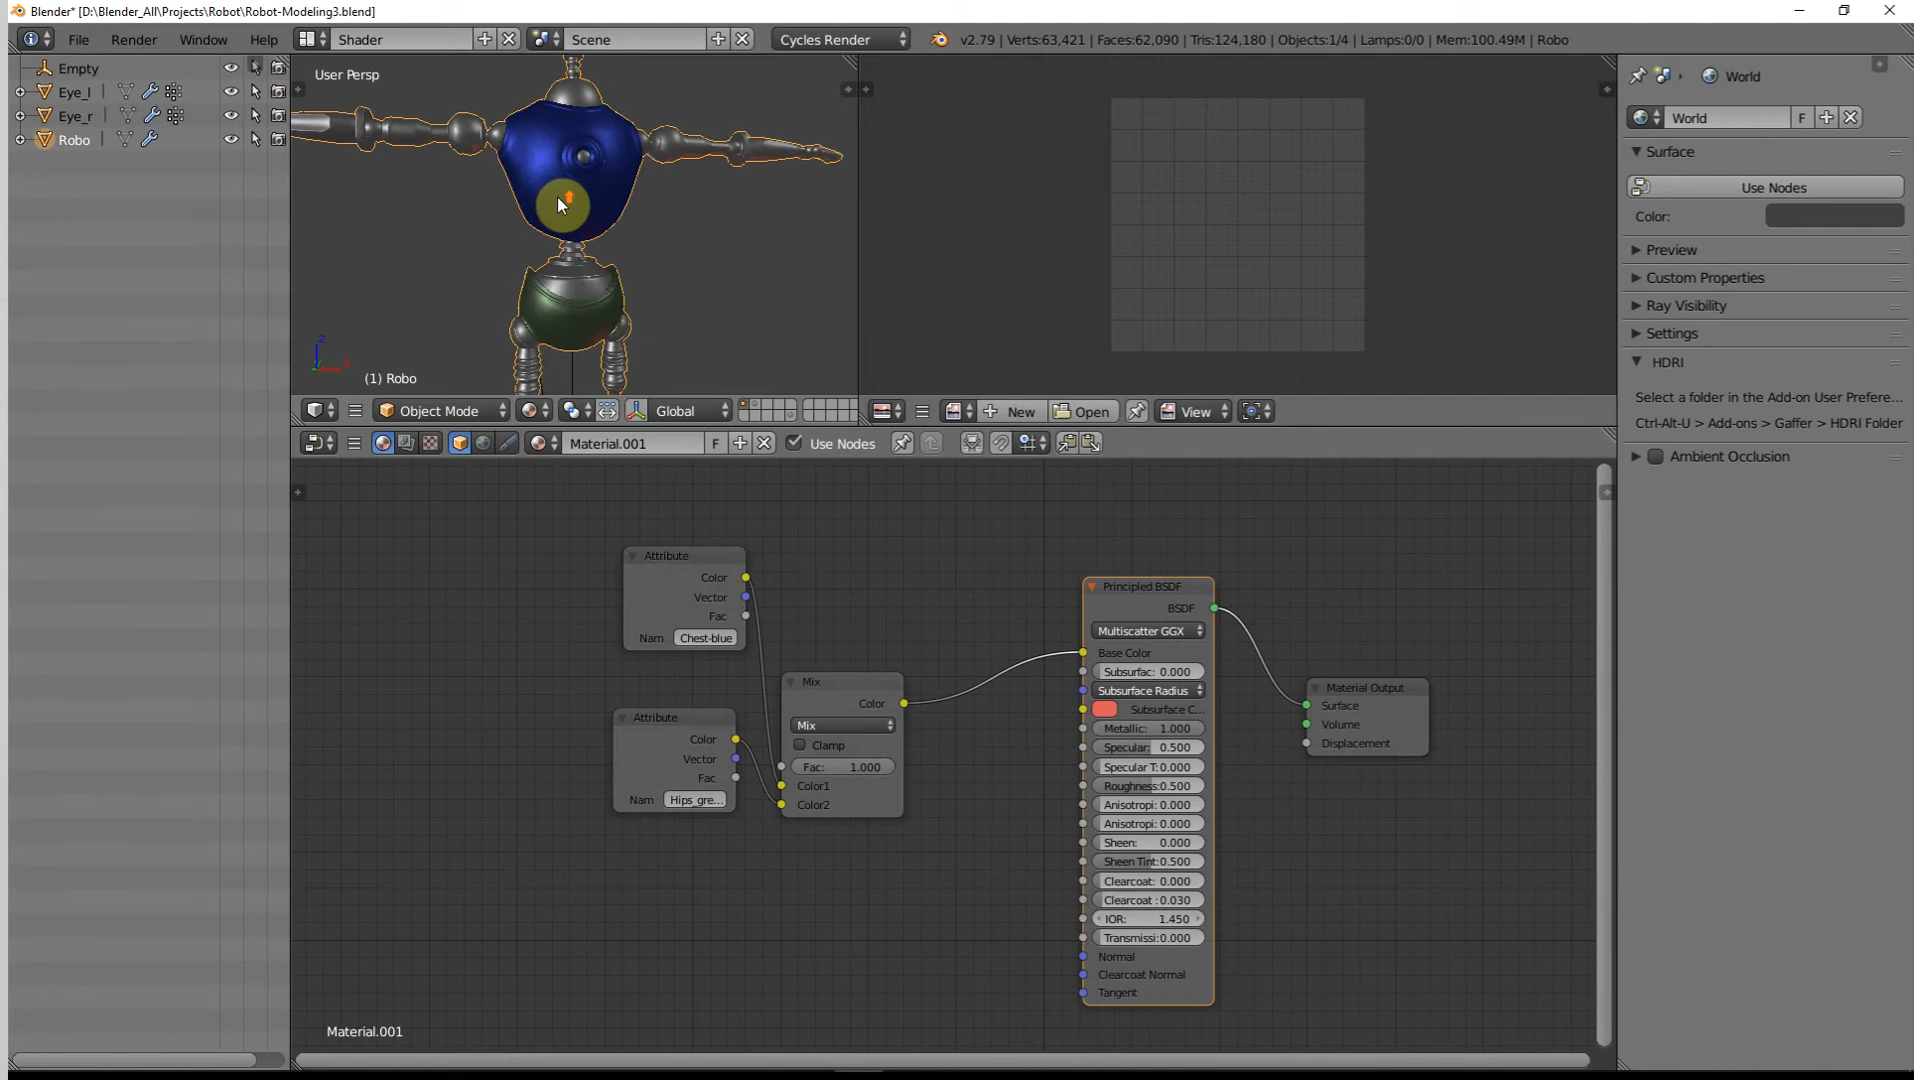 Blender* [D:\Blender_All\Projects\Robot\Robot-Modeling3.blend]
File Render Window Help Shader Scene Cycles Render v2.79 | Verts:63,421 | Faces:62,090 | Tris:124,180 | Objects:1/4 | Lamps:0/0 | Mem:100.49M | Robo
Empty
Eye_l
Eye_r
Robo
User Persp
z
x
(1) Robo
Object Mode Global
New Open View
World
World F
Surface
Use Nodes
Color:
Preview
Custom Properties
Ray Visibility
Settings
HDRI
Select a folder in the Add-on User Prefere...
Ctrl-Alt-U > Add-ons > Gaffer > HDRI Folder
Ambient Occlusion
Material.001 F Use Nodes
Attribute
Color
Vector
Fac
Nam Chest-blue
Attribute
Color
Vector
Fac
Nam Hips_gre...
Mix
Color
Mix
Clamp
Fac: 1.000
Color1
Color2
Principled BSDF
BSDF
Multiscatter GGX
Base Color
Subsurfac: 0.000
Subsurface Radius
Subsurface C...
Metallic: 1.000
Specular: 0.500
Specular T:0.000
Roughness:0.500
Anisotropi: 0.000
Anisotropi: 0.000
Sheen: 0.000
Sheen Tint:0.500
Clearcoat: 0.000
Clearcoat :0.030
IOR: 1.450
Transmissi:0.000
Normal
Clearcoat Normal
Tangent
Material Output
Surface
Volume
Displacement
Material.001